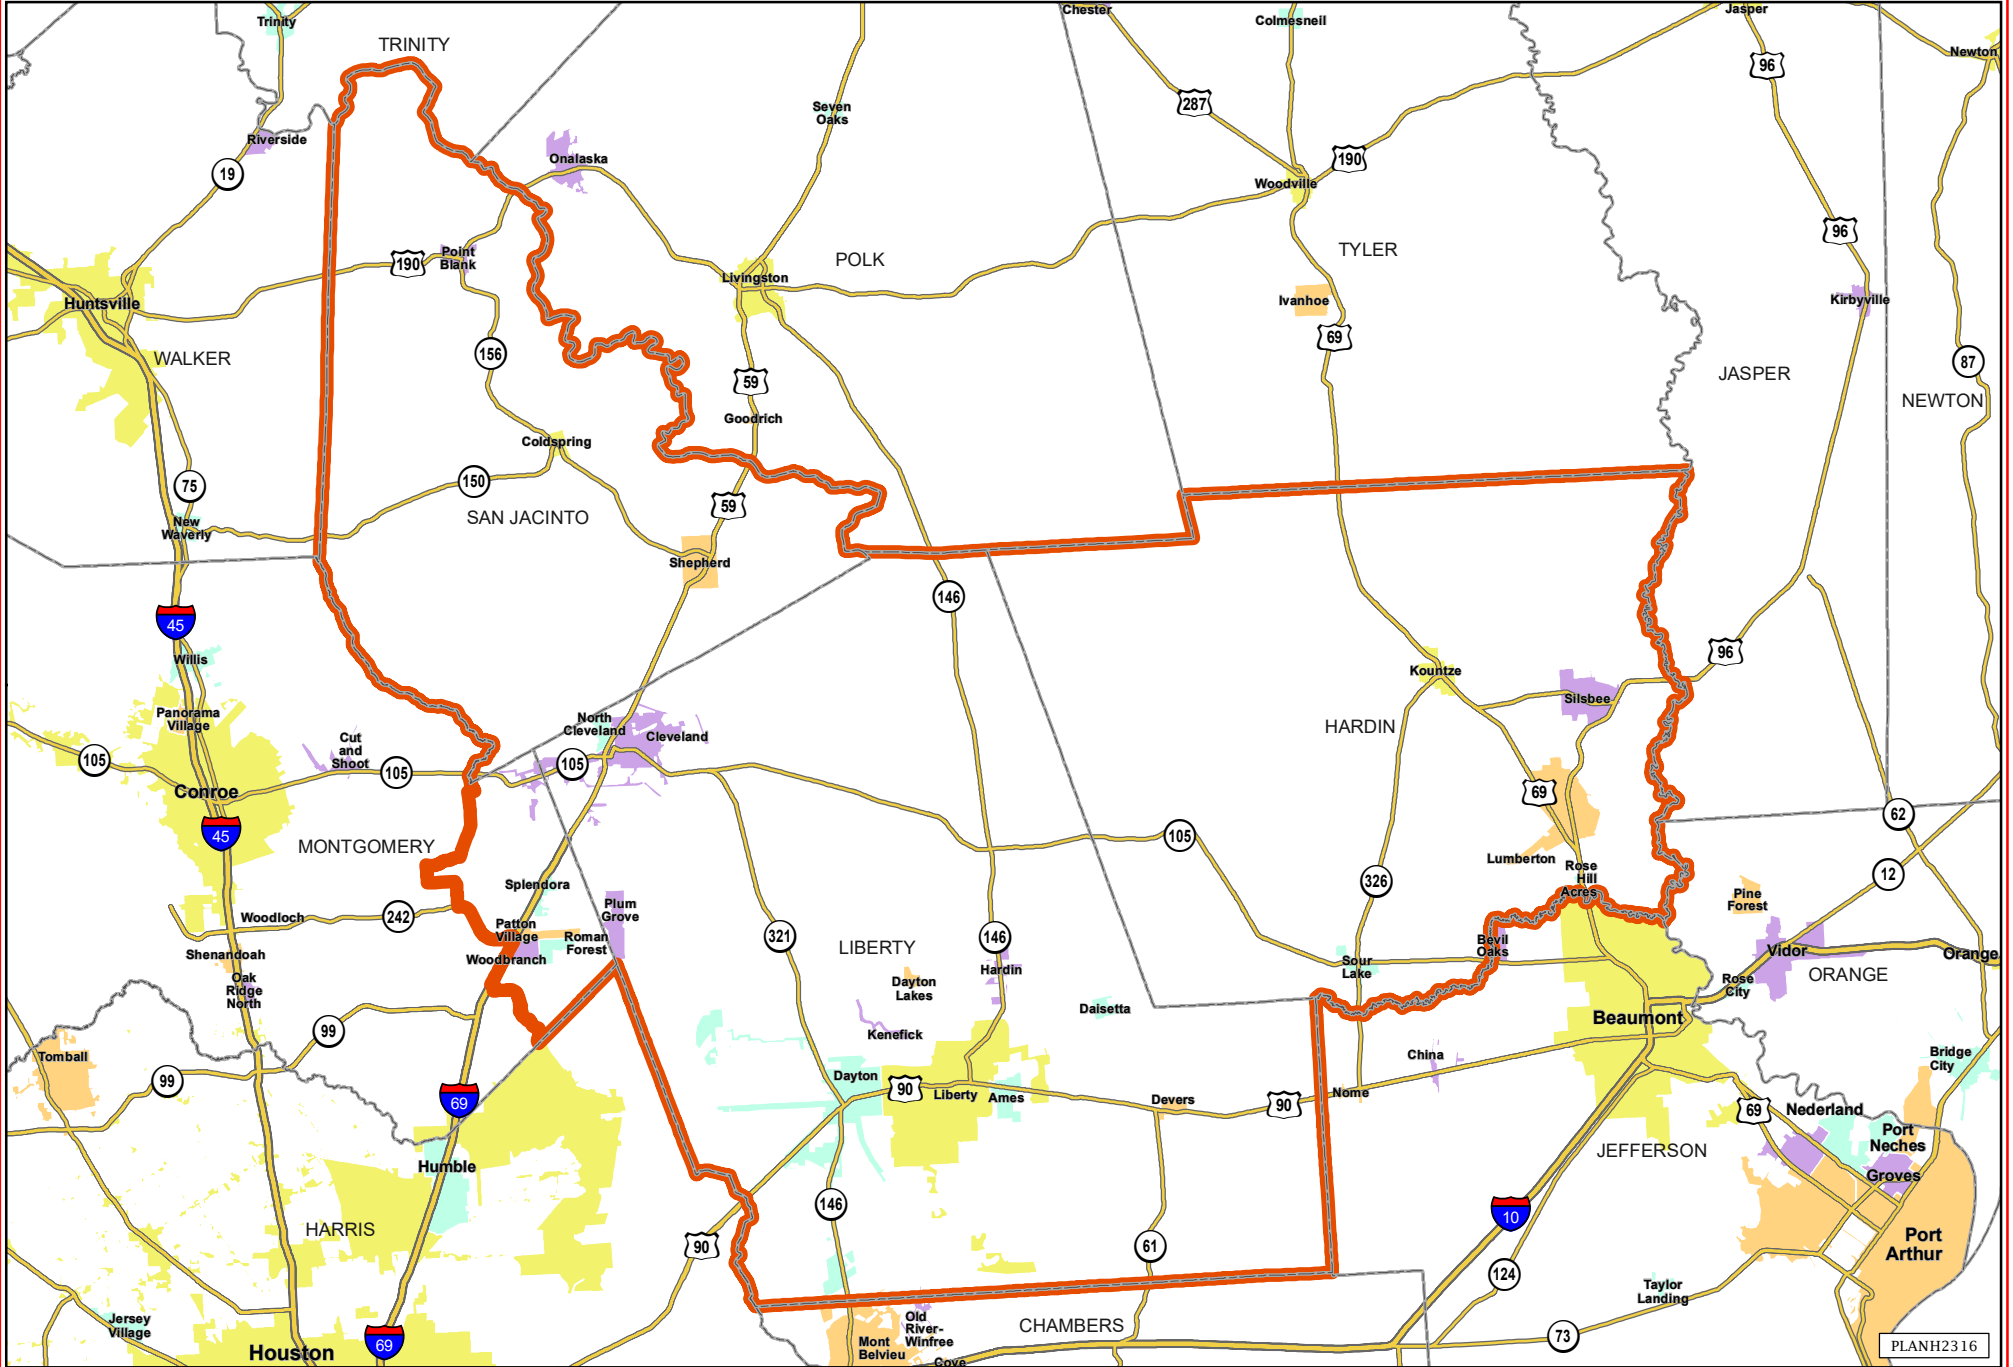 Trinity
TRINITY
Chester
Colmesneil
Jasper
Newton
96
287
Seven
Oaks
Riverside
Onalaska
19
190
Woodville
Point
Blank
190
POLK
TYLER
96
Livingston
Huntsville
Ivanhoe
Kirbyville
WALKER
156
69
87
59
JASPER
NEWTON
Goodrich
Coldspring
150
75
59
SAN JACINTO
New
Waverly
Shepherd
146
45
Willis
96
Kountze
Silsbee
Panorama
Village
North
Cleveland
Cleveland
HARDIN
Cut
and
Shoot
105
105
105
Conroe
69
62
45
MONTGOMERY
105
Lumberton
Rose
Hill
Acres
326
12
Splendora
Pine
Forest
Plum
Grove
Woodloch
242
Patton
Village
Roman
Forest
321
LIBERTY
146
Bevil
Oaks
Vidor
Orange
Shenandoah
Woodbranch
Hardin
Sour
Lake
ORANGE
Oak
Ridge
North
Dayton
Lakes
Rose
City
Daisetta
Beaumont
99
Kenefick
Tomball
China
Bridge
City
99
Dayton
90
Liberty
Ames
Devers
90
Nome
69
69
Nederland
Port
Neches
JEFFERSON
Humble
Groves
146
10
HARRIS
90
61
Port
Arthur
124
Taylor
Landing
Jersey
Village
Old
River-
Winfree
CHAMBERS
69
Houston
Mont
Belvieu
Cove
73
PLANH2316